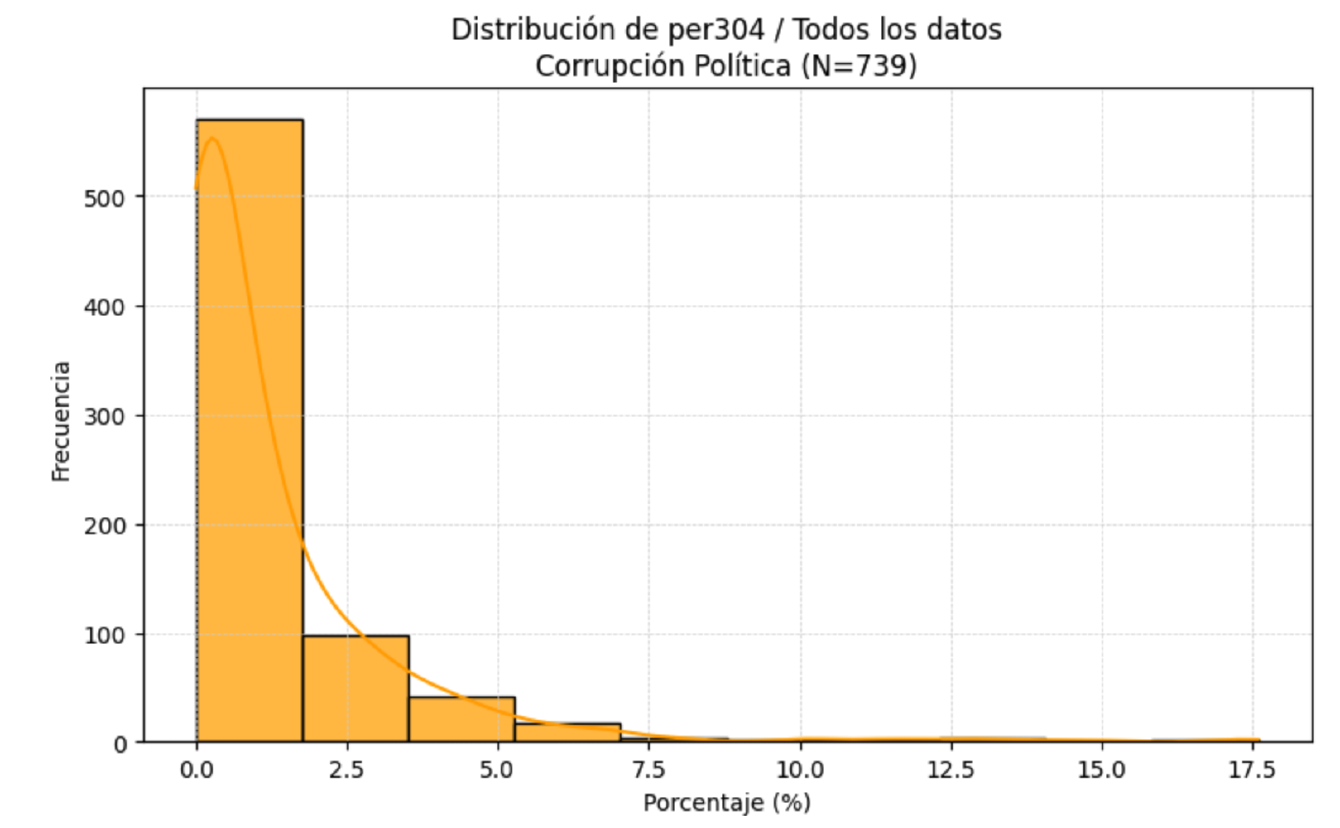 Distribución de per304 / Todos los datos
Corrupción Política (N=739)
Frecuencia
500
400
300
200
100
0
0.0 2.5 5.0 7.5 10.0 12.5 15.0 17.5
Porcentaje (%)